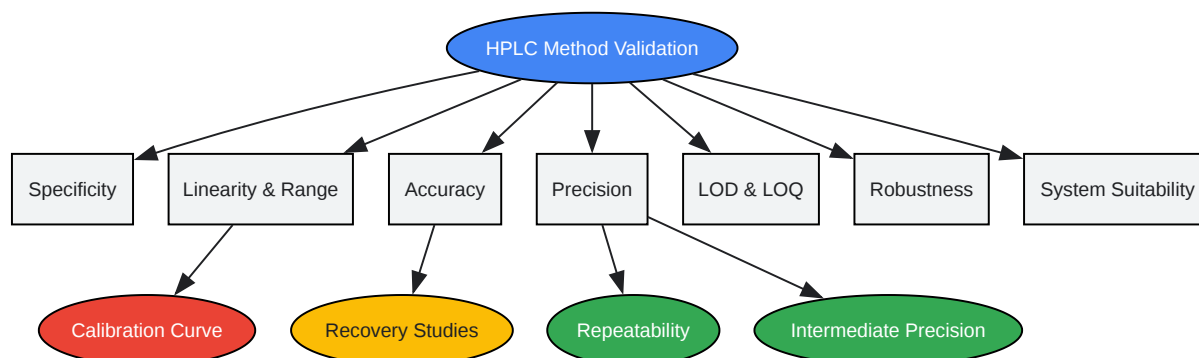 HPLC Method Validation
Specificity
Linearity & Range
Accuracy
Precision
LOD & LOQ
Robustness
System Suitability
Calibration Curve
Recovery Studies
Repeatability
Intermediate Precision